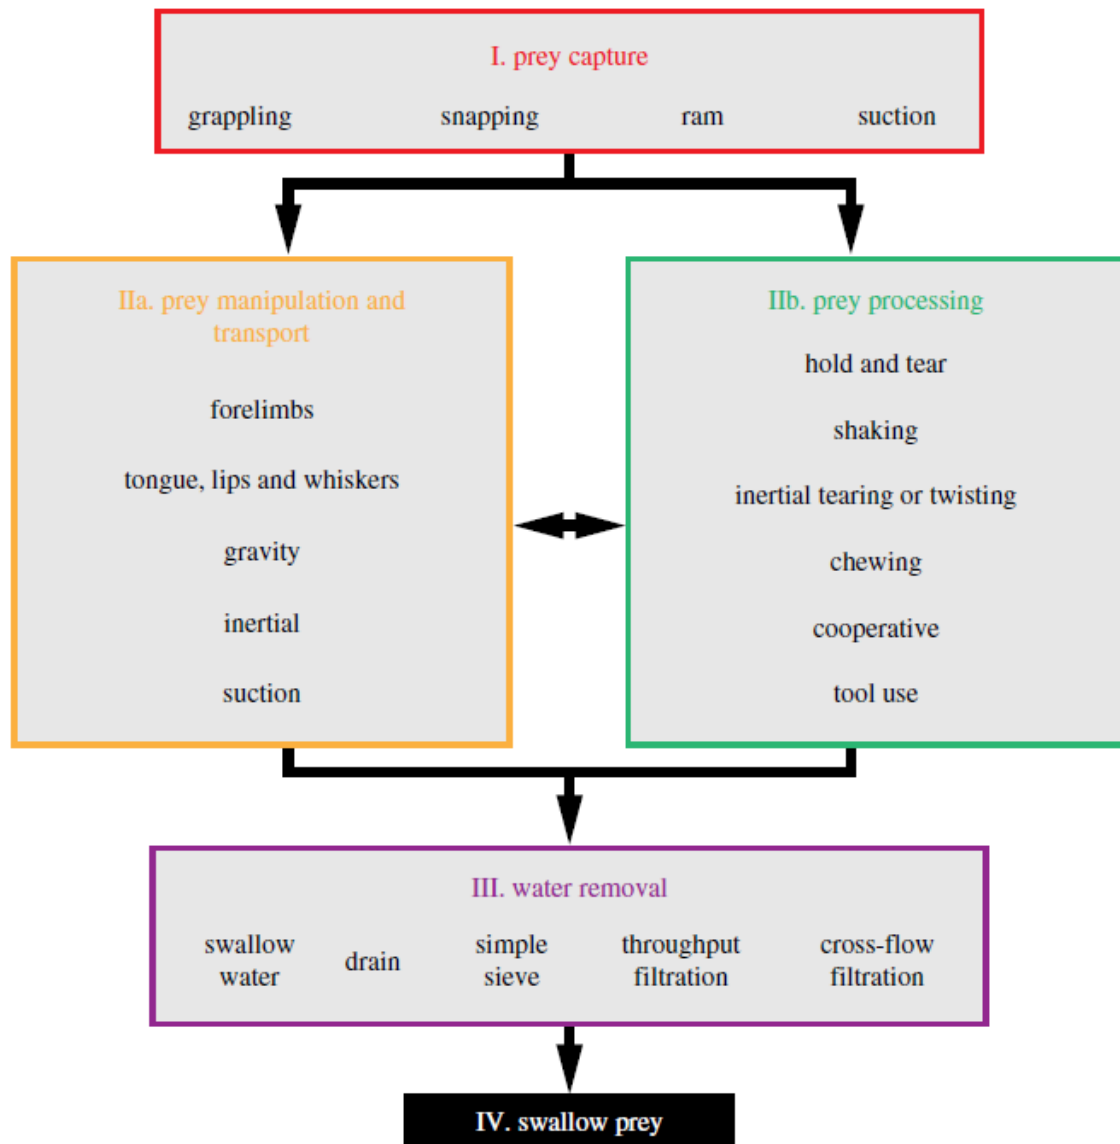 I. prey capture
grappling snapping ram suction
IIa. prey manipulation and
transport
forelimbs
tongue, lips and whiskers
gravity
inertial
suction
IIb. prey processing
hold and tear
shaking
inertial tearing or twisting
chewing
cooperative
tool use
III. water removal
swallow
water
drain
simple
sieve
throughput
filtration
cross-flow
filtration
IV. swallow prey